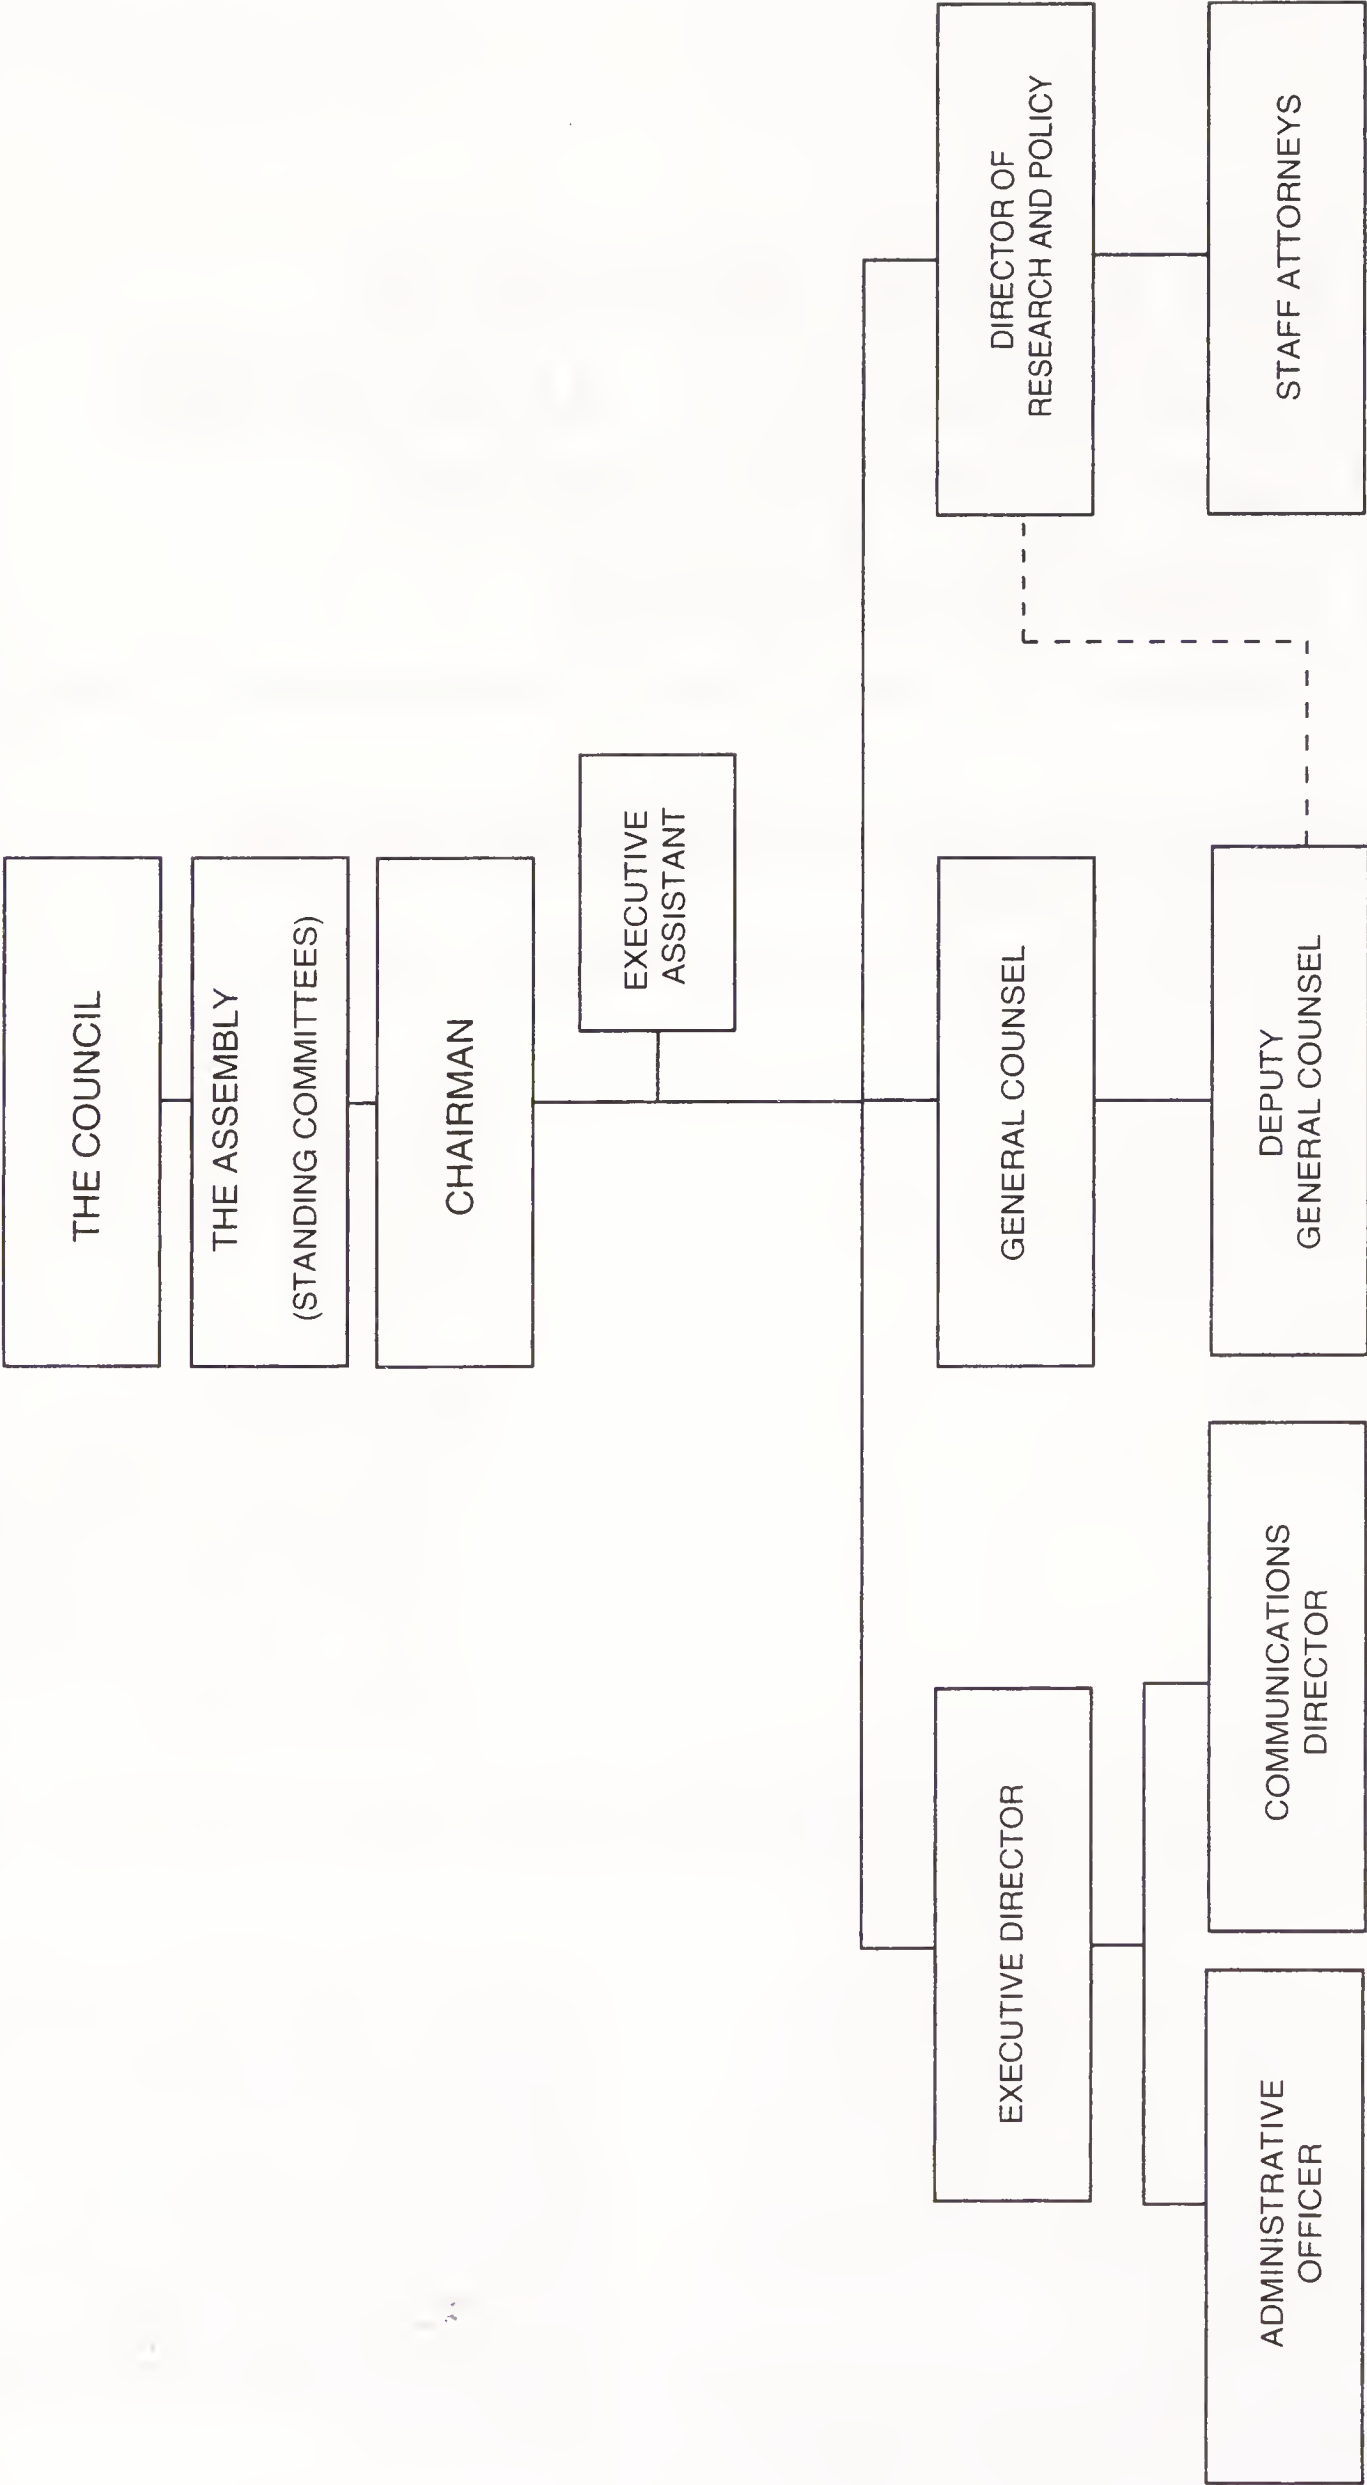 THE COUNCIL
THE ASSEMBLY
(STANDING COMMITTEES)
CHAIRMAN
EXECUTIVE
ASSISTANT
EXECUTIVE DIRECTOR
GENERAL COUNSEL
DIRECTOR OF
RESEARCH AND POLICY
ADMINISTRATIVE
OFFICER
COMMUNICATIONS
DIRECTOR
DEPUTY
GENERAL COUNSEL
STAFF ATTORNEYS